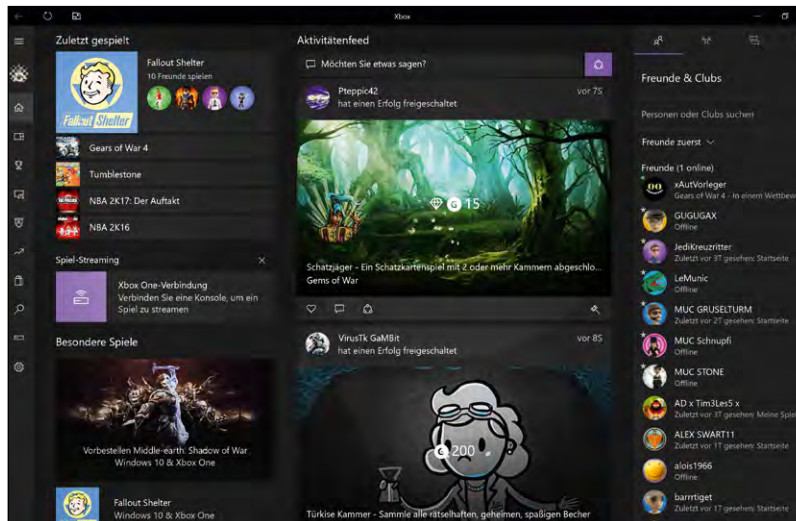 Xbox
Zuletzt gespielt
Fallout Shelter
Fallout Shelter
10 Freunde spielen
Gears of War 4
Tumblestone
NBA 2K17: Der Auftakt
NBA 2K16
Spiel-Streaming
Xbox One-Verbindung
Verbinden Sie eine Konsole, um ein
Spiel zu streamen
Besondere Spiele
Vorbestellen Middle-earth: Shadow of War
Windows 10 & Xbox One
Fallout Shelter
Windows 10 & Xbox One
Aktivitätenfeed
Möchten Sie etwas sagen?
Pteppic42
vor 7S
hat einen Erfolg freigeschaltet
G 15
Schatzjäger - Ein Schatzkartenspiel mit 2 oder mehr Kammern abgeschlo...
Gems of War
VirusTk GaMBit
vor 8S
hat einen Erfolg freigeschaltet
G 200
Türkise Kammer - Sammle alle rätselhaften, geheimen, spaßigen Becher
Freunde & Clubs
Personen oder Clubs suchen
Freunde zuerst
Freunde (1 online)
xAutVorleger
Gears of War 4 - In einem Wettbew
GUGUGAX
Offline
JediKreuzritter
Zuletzt vor 3T gesehen: Startseite
LeMunic
Offline
MUC GRUSELTURM
Zuletzt vor 2T gesehen: Startseite
MUC Schnupfi
Offline
MUC STONE
Offline
AD x Tim3Les5 x
Zuletzt vor 3T gesehen: Meine Spiel
ALEX SWART11
Zuletzt vor 1T gesehen: Startseite
alois1966
Offline
barrrtiget
Zuletzt vor 1T gesehen: Startseite